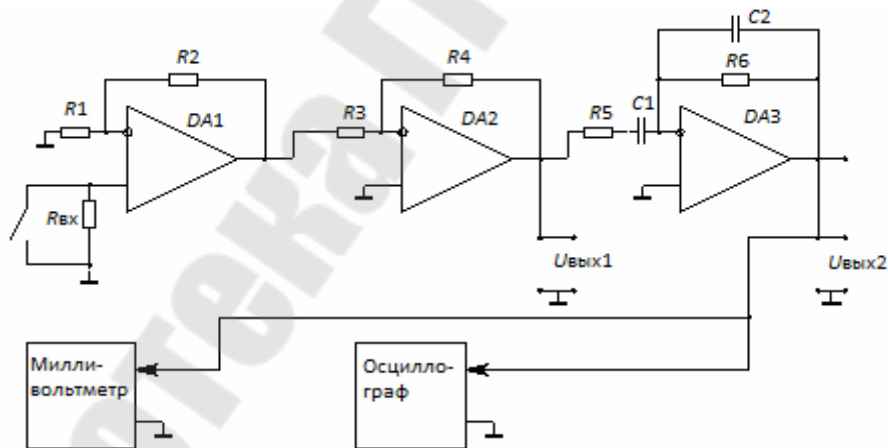 C2
R2
R4
R6
R1
DA1
R3
DA2
R5
C1
DA3
Rвх
Uвых1
Uвых2
Милли-
вольтметр
Осцилло-
граф